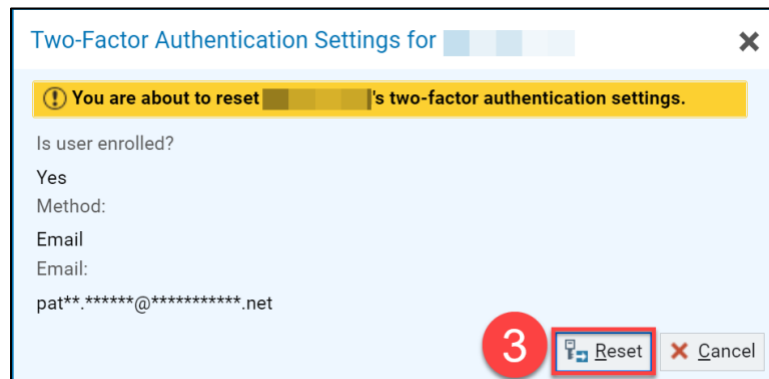 Two-Factor Authentication Settings for
You are about to reset 's two-factor authentication settings.
Is user enrolled?
Yes
Method:
Email
Email:
pat**.******@***********.net
3 Reset Cancel